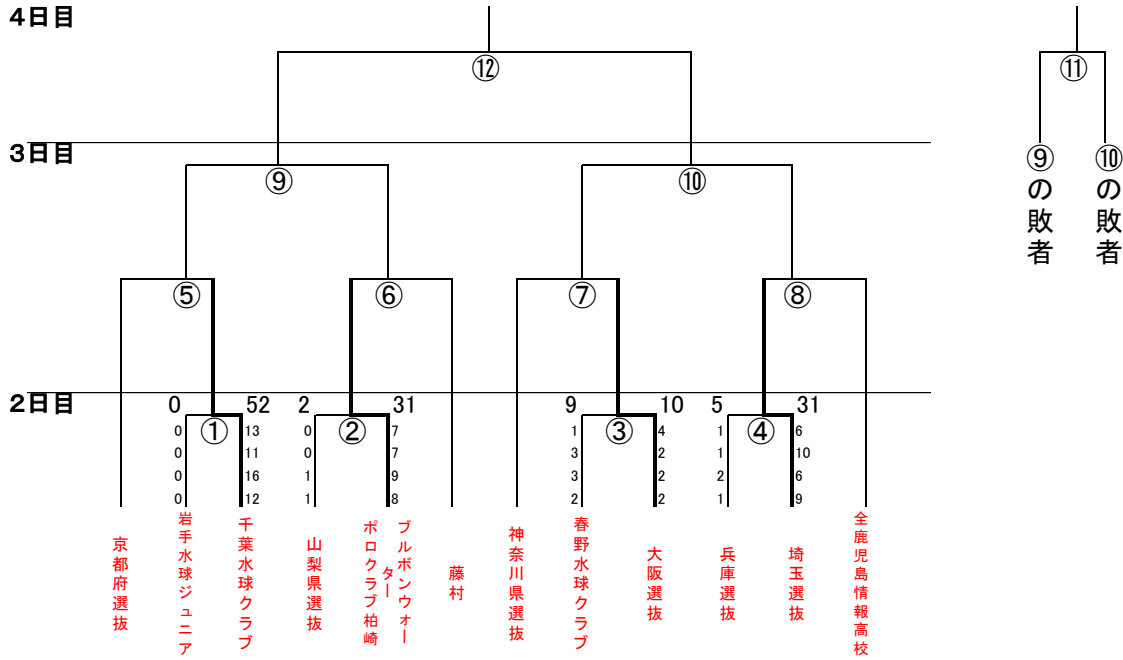 4日目
⑫
⑪
3日目
⑨
⑩
⑨の敗者
⑩の敗者
⑤
⑥
⑦
⑧
2日目
0 52 2 31 9 10 5 31
① ② ③ ④
0 13 0 7 1 4 1 6
0 11 0 7 3 2 1 10
0 16 1 9 3 2 2 6
0 12 1 8 2 2 1 9
京都府選抜
岩手水球ジュニア
千葉水球クラブ
山梨県選抜
ブルボンウォー
ター
ポロクラブ柏崎
藤村
神奈川県選抜
春野水球クラブ
大阪選抜
兵庫選抜
埼玉選抜
全鹿児島情報高校